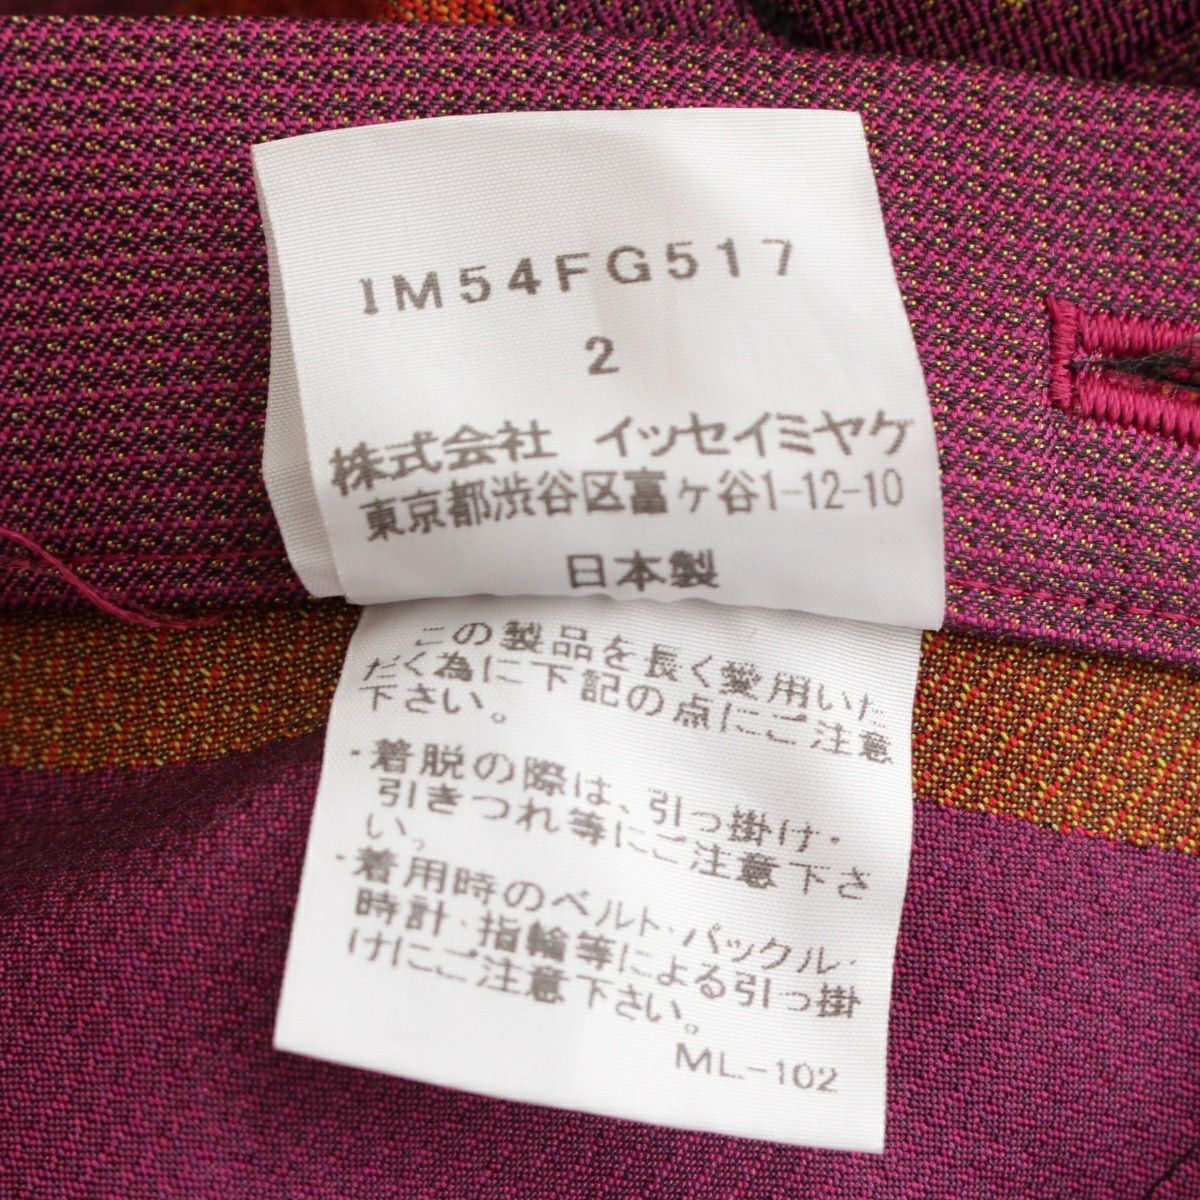 IM54FG517
2
株式会社 イッセイミヤケ
東京都渋谷区富ヶ谷1-12-10
日本製
この製品を長く愛用いた
だく為に下記の点にご注意
下さい。
・着脱の際は、引っ掛け・
引きつれ等にご注意下さ
い。
・着用時のベルト・バックル・
時計・指輪等による引っ掛
けにご注意下さい。
ML-102